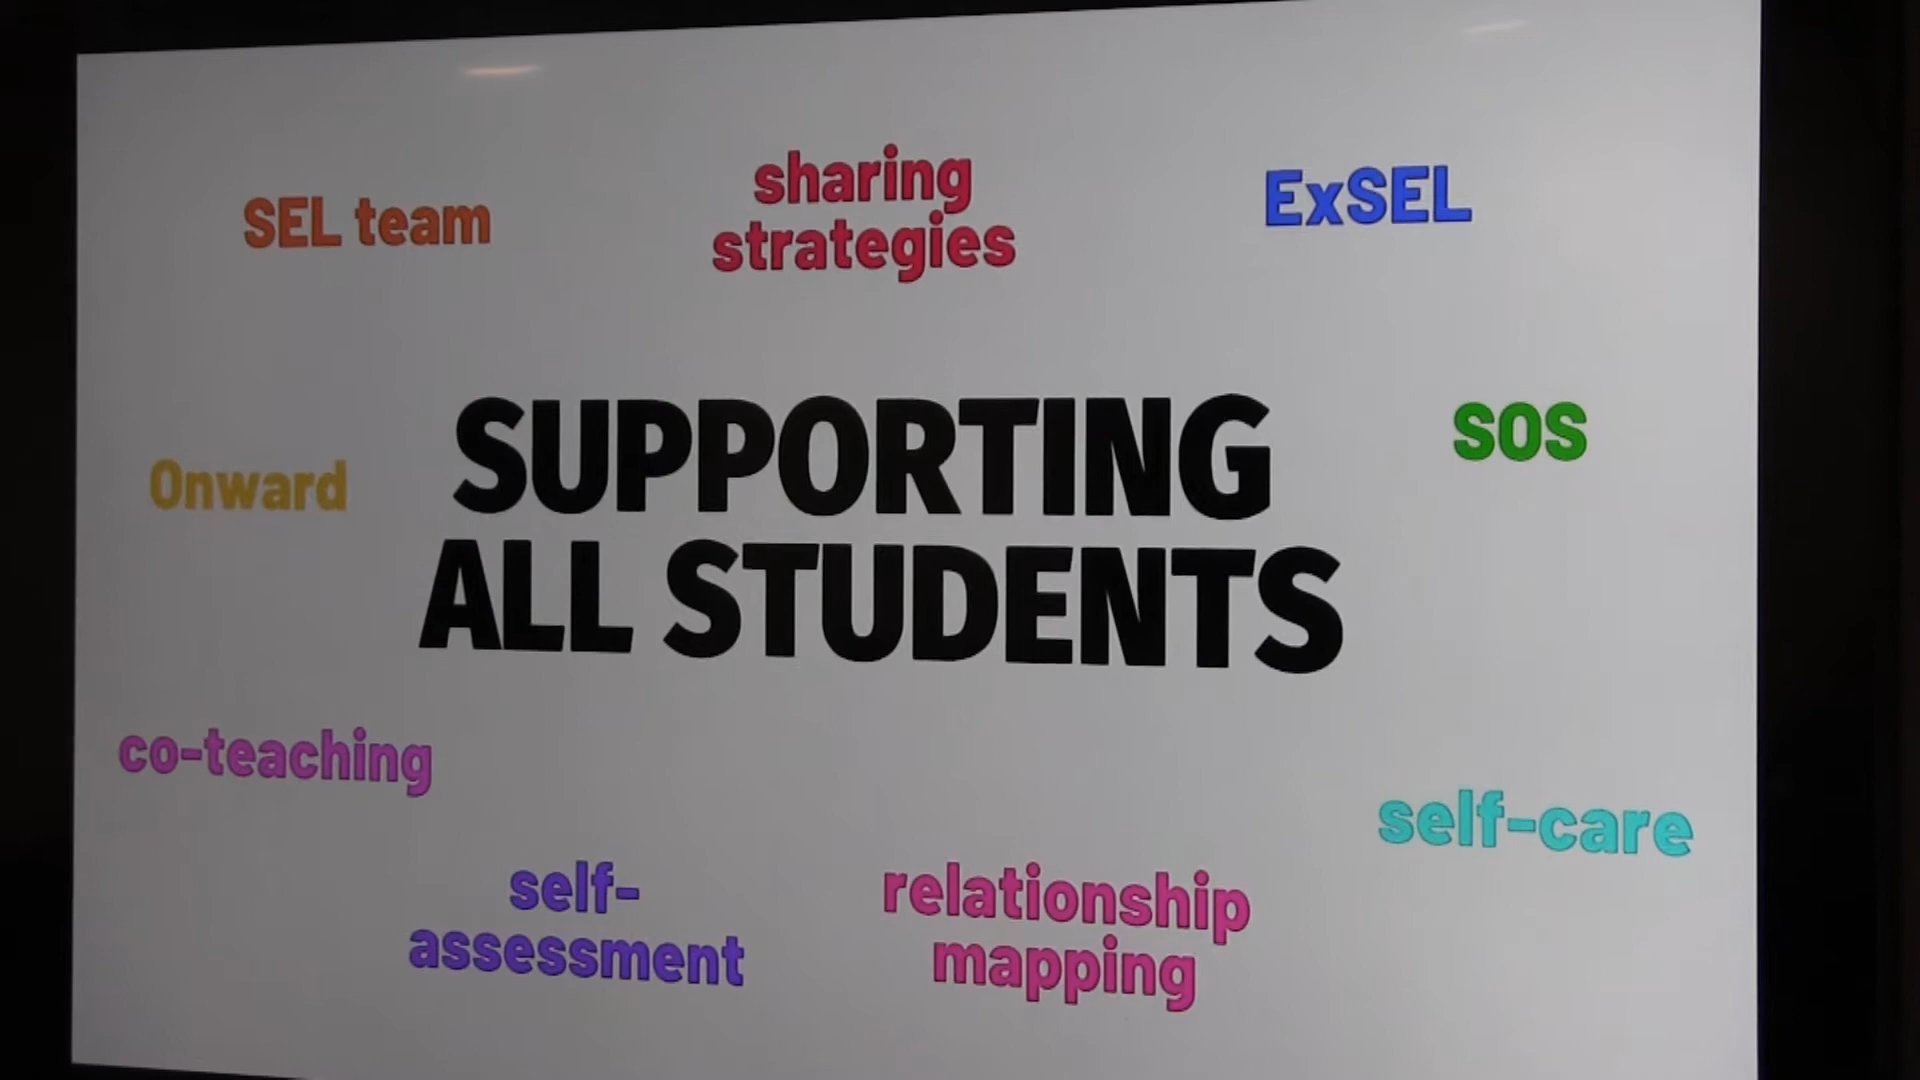 SEL team
sharing
strategies
ExSEL
Onward
SUPPORTING
ALL STUDENTS
SOS
co-teaching
self-care
self-
assessment
relationship
mapping